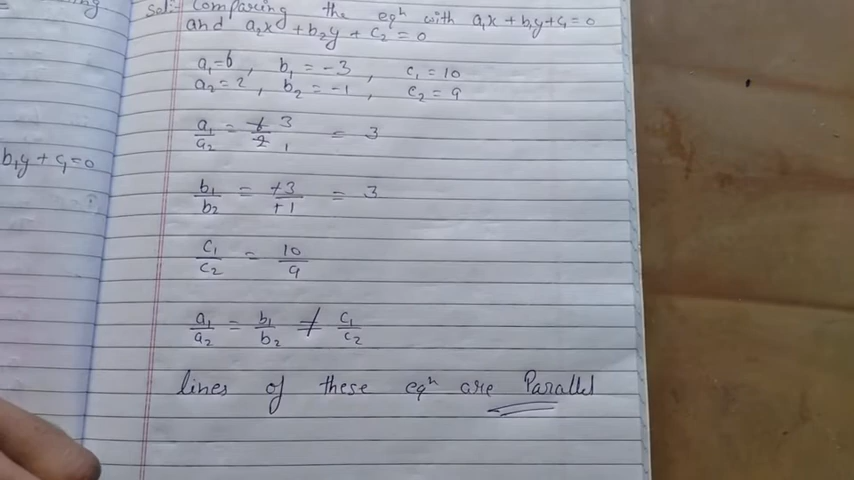 Sol:- Comparing the eqⁿ with a₁x + b₁y + c₁ = 0
and a₂x + b₂y + c₂ = 0
a₁ = 6 , b₁ = -3 , c₁ = 10
a₂ = 2 , b₂ = -1 , c₂ = 9
a₁/a₂ = 6/2 3/1 = 3
b₁y + c₁ = 0
b₁/b₂ = +3/+1 = 3
c₁/c₂ = 10/9
a₁/a₂ = b₁/b₂ ≠ c₁/c₂
lines of these eqⁿ are Parallel